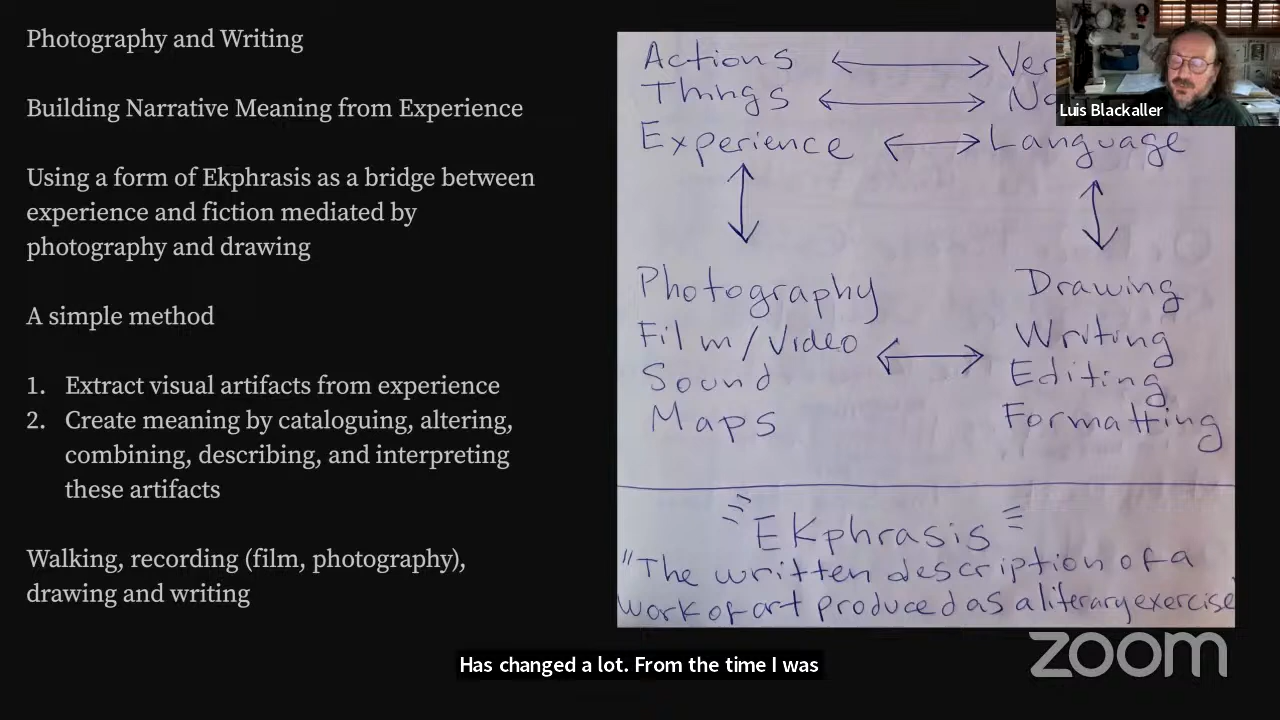 Photography and Writing
Building Narrative Meaning from Experience
Using a form of Ekphrasis as a bridge between
experience and fiction mediated by
photography and drawing
A simple method
1. Extract visual artifacts from experience
2. Create meaning by cataloguing, altering,
combining, describing, and interpreting
these artifacts
Walking, recording (film, photography),
drawing and writing
Actions
Things
Experience Language
Photography
Film/Video
Sound
Maps
Drawing
Writing
Editing
Formatting
Ekphrasis
"The written description of a
work of art produced as a literary exercise"
Luis Blackaller
Has changed a lot. From the time I was
zoom